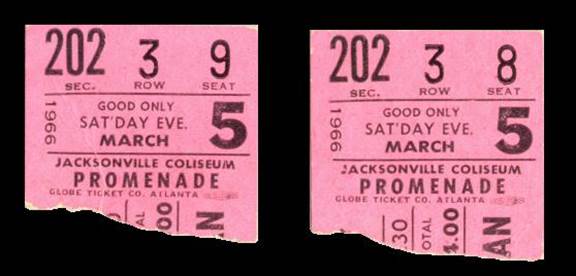 202 3 9
SEC. ROW SEAT
1966
GOOD ONLY
SAT'DAY EVE.
MARCH 5
JACKSONVILLE COLISEUM
PROMENADE
GLOBE TICKET CO. ATLANTA
202 3 8
SEC. ROW SEAT
1966
GOOD ONLY
SAT'DAY EVE.
MARCH 5
JACKSONVILLE COLISEUM
PROMENADE
GLOBE TICKET CO. ATLANTA
30
OTAL
4.00
AN